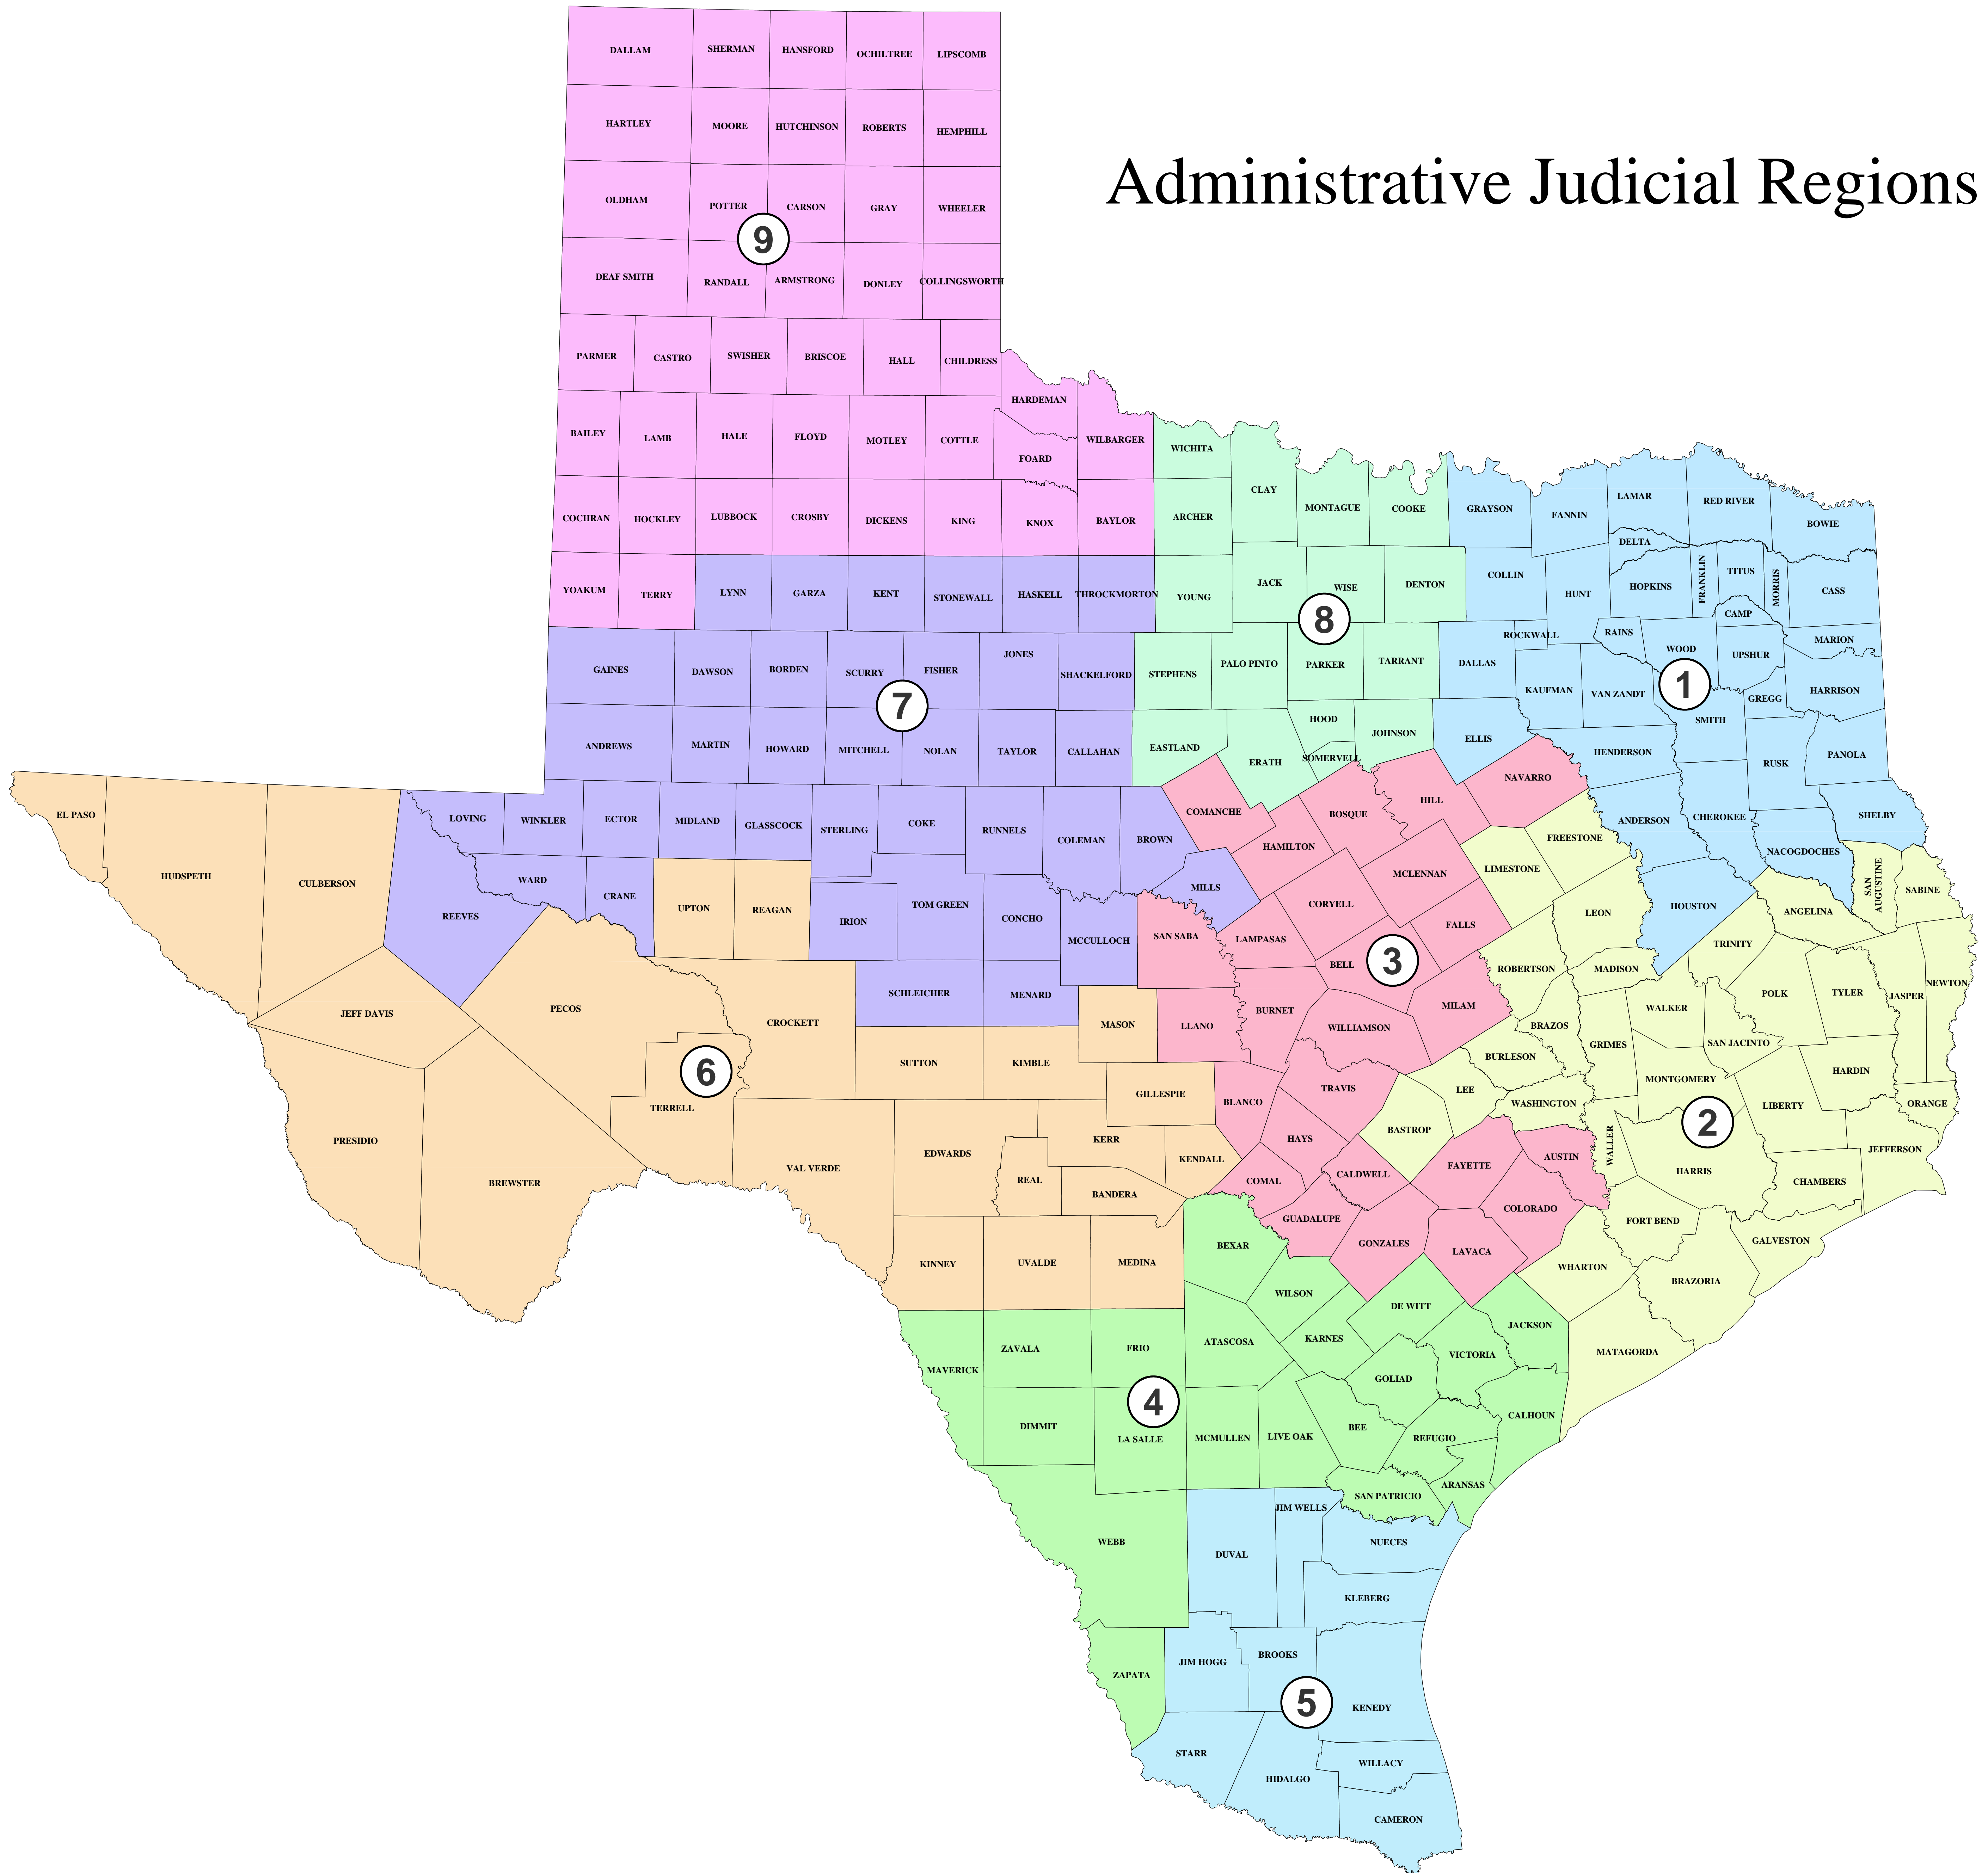 Administrative Judicial Regions
DALLAM
SHERMAN
HANSFORD
OCHILTREE
LIPSCOMB
HARTLEY
MOORE
HUTCHINSON
ROBERTS
HEMPHILL
OLDHAM
POTTER
CARSON
GRAY
WHEELER
9
DEAF SMITH
RANDALL
ARMSTRONG
DONLEY
COLLINGSWORTH
PARMER
CASTRO
SWISHER
BRISCOE
HALL
CHILDRESS
HARDEMAN
BAILEY
LAMB
HALE
FLOYD
MOTLEY
COTTLE
FOARD
WILBARGER
WICHITA
CLAY
MONTAGUE
COOKE
GRAYSON
FANNIN
LAMAR
RED RIVER
BOWIE
COCHRAN
HOCKLEY
LUBBOCK
CROSBY
DICKENS
KING
KNOX
BAYLOR
ARCHER
DELTA
YOAKUM
TERRY
LYNN
GARZA
KENT
STONEWALL
HASKELL
THROCKMORTON
YOUNG
JACK
WISE
DENTON
COLLIN
HUNT
HOPKINS
FRANKLIN
TITUS
MORRIS
CASS
CAMP
8
GAINES
DAWSON
BORDEN
SCURRY
FISHER
JONES
SHACKELFORD
STEPHENS
PALO PINTO
PARKER
TARRANT
DALLAS
ROCKWALL
RAINS
WOOD
UPSHUR
MARION
KAUFMAN
VAN ZANDT
1
GREGG
HARRISON
7
SMITH
ANDREWS
MARTIN
HOWARD
MITCHELL
NOLAN
TAYLOR
CALLAHAN
EASTLAND
ERATH
HOOD
SOMERVELL
JOHNSON
ELLIS
HENDERSON
RUSK
PANOLA
NAVARRO
EL PASO
HUDSPETH
CULBERSON
LOVING
WINKLER
ECTOR
MIDLAND
GLASSCOCK
STERLING
COKE
RUNNELS
COLEMAN
BROWN
COMANCHE
BOSQUE
HILL
FREESTONE
ANDERSON
CHEROKEE
SHELBY
NACOGDOCHES
HAMILTON
MCLENNAN
LIMESTONE
REEVES
WARD
CRANE
UPTON
REAGAN
IRION
TOM GREEN
CONCHO
MCCULLOCH
MILLS
SAN SABA
LAMPASAS
CORYELL
FALLS
LEON
HOUSTON
SAN
AUGUSTINE
SABINE
ANGELINA
TRINITY
BELL
3
ROBERTSON
MADISON
JEFF DAVIS
PECOS
CROCKETT
SCHLEICHER
MENARD
MASON
LLANO
BURNET
WILLIAMSON
MILAM
BRAZOS
GRIMES
WALKER
POLK
TYLER
JASPER
NEWTON
SAN JACINTO
6
TERRELL
SUTTON
KIMBLE
GILLESPIE
BLANCO
TRAVIS
LEE
BURLESON
WASHINGTON
MONTGOMERY
LIBERTY
HARDIN
ORANGE
2
PRESIDIO
BREWSTER
VAL VERDE
EDWARDS
REAL
KERR
BANDERA
KENDALL
COMAL
HAYS
CALDWELL
BASTROP
FAYETTE
AUSTIN
WALLER
HARRIS
CHAMBERS
JEFFERSON
KINNEY
UVALDE
MEDINA
BEXAR
GUADALUPE
GONZALES
LAVACA
COLORADO
FORT BEND
GALVESTON
WHARTON
BRAZORIA
WILSON
DE WITT
JACKSON
MATAGORDA
MAVERICK
ZAVALA
FRIO
ATASCOSA
KARNES
GOLIAD
VICTORIA
CALHOUN
4
DIMMIT
LA SALLE
MCMULLEN
LIVE OAK
BEE
REFUGIO
ARANSAS
SAN PATRICIO
WEBB
DUVAL
JIM WELLS
NUECES
KLEBERG
ZAPATA
JIM HOGG
BROOKS
5
KENEDY
STARR
HIDALGO
WILLACY
CAMERON